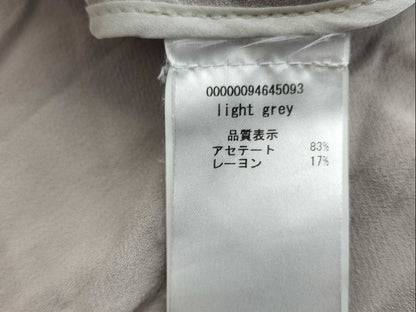 00000094645093
light grey
品質表示
アセテート 83%
レーヨン 17%